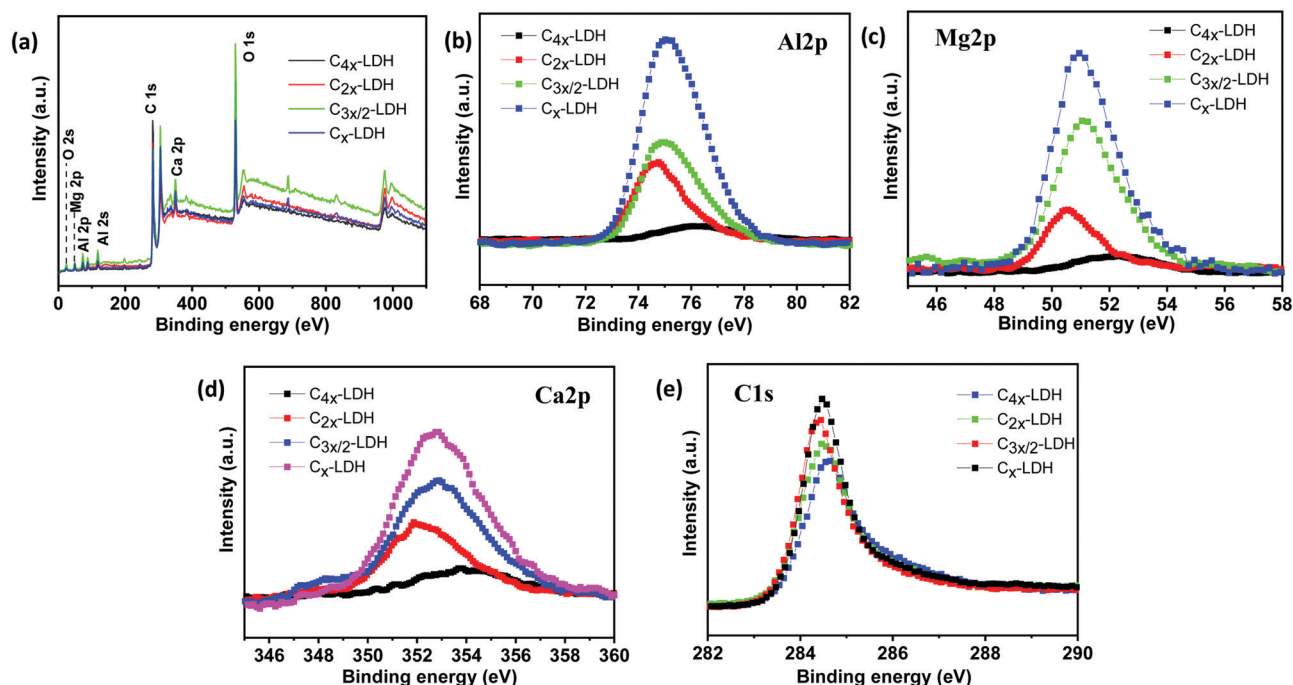 (a)
C4x-LDH
C2x-LDH
C3x/2-LDH
Cx-LDH
O 2s
Mg 2p
Al 2p
Al 2s
C 1s
Ca 2p
O 1s
Intensity (a.u.)
0 200 400 600 800 1000
Binding energy (eV)
(b)
Al2p
C4x-LDH
C2x-LDH
C3x/2-LDH
Cx-LDH
Intensity (a.u.)
68 70 72 74 76 78 80 82
Binding energy (eV)
(c)
Mg2p
C4x-LDH
C2x-LDH
C3x/2-LDH
Cx-LDH
Intensity (a.u.)
46 48 50 52 54 56 58
Binding energy (eV)
(d)
Ca2p
C4x-LDH
C2x-LDH
C3x/2-LDH
Cx-LDH
Intensity (a.u.)
346 348 350 352 354 356 358 360
Binding energy (eV)
(e)
C1s
C4x-LDH
C2x-LDH
C3x/2-LDH
Cx-LDH
Intensity (a.u.)
282 284 286 288 290
Binding energy (eV)